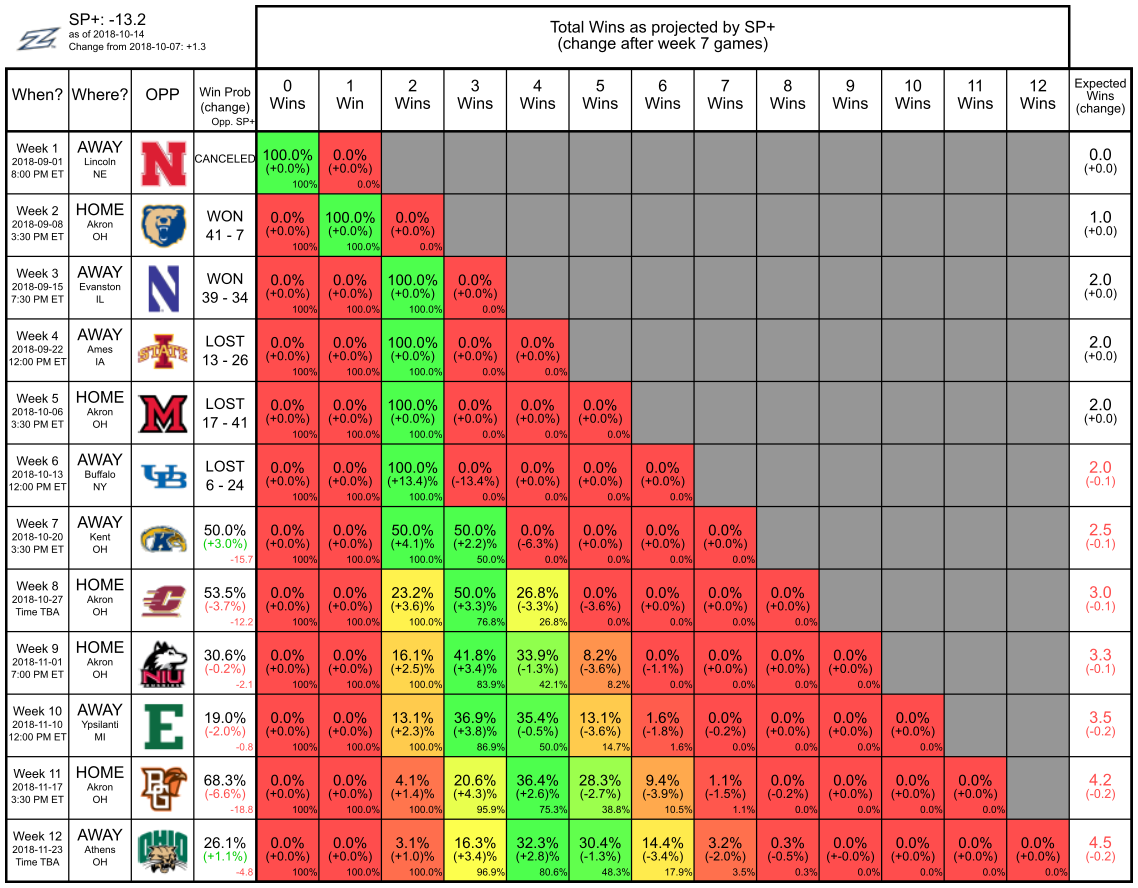 SP+: -13.2
as of 2018-10-14
Change from 2018-10-07: +1.3
Total Wins as projected by SP+
(change after week 7 games)
When? Where? OPP Win Prob (change) Opp. SP+ 0 Wins 1 Win 2 Wins 3 Wins 4 Wins 5 Wins 6 Wins 7 Wins 8 Wins 9 Wins 10 Wins 11 Wins 12 Wins Expected Wins (change)
Week 1 AWAY N CANCELED 100.0% 0.0% 0.0
2018-09-01 Lincoln (+0.0%) (+0.0%) (+0.0)
8:00 PM ET NE 100% 0.0%
Week 2 HOME WON 0.0% 100.0% 0.0% 1.0
2018-09-08 Akron 41 - 7 (+0.0%) (+0.0%) (+0.0%) (+0.0)
3:30 PM ET OH 100% 100.0% 0.0%
Week 3 AWAY N WON 0.0% 0.0% 100.0% 0.0% 2.0
2018-09-15 Evanston 39 - 34 (+0.0%) (+0.0%) (+0.0%) (+0.0%) (+0.0)
7:30 PM ET IL 100% 100.0% 100.0% 0.0%
Week 4 AWAY STATE LOST 0.0% 0.0% 100.0% 0.0% 0.0% 2.0
2018-09-22 Ames 13 - 26 (+0.0%) (+0.0%) (+0.0%) (+0.0%) (+0.0%) (+0.0)
12:00 PM ET IA 100% 100.0% 100.0% 0.0% 0.0%
Week 5 HOME M LOST 0.0% 0.0% 100.0% 0.0% 0.0% 0.0% 2.0
2018-10-06 Akron 17 - 41 (+0.0%) (+0.0%) (+0.0%) (+0.0%) (+0.0%) (+0.0%) (+0.0)
3:30 PM ET OH 100% 100.0% 100.0% 0.0% 0.0% 0.0%
Week 6 AWAY UB LOST 0.0% 0.0% 100.0% 0.0% 0.0% 0.0% 0.0% 2.0
2018-10-13 Buffalo 6 - 24 (+0.0%) (+0.0%) (+13.4)% (-13.4%) (+0.0%) (+0.0%) (+0.0%) (-0.1)
12:00 PM ET NY 100% 100.0% 100.0% 0.0% 0.0% 0.0% 0.0%
Week 7 AWAY K 50.0% 0.0% 0.0% 50.0% 50.0% 0.0% 0.0% 0.0% 0.0% 2.5
2018-10-20 Kent (+3.0%) (+0.0%) (+0.0%) (+4.1)% (+2.2)% (-6.3%) (+0.0%) (+0.0%) (+0.0%) (-0.1)
3:30 PM ET OH -15.7 100% 100.0% 100.0% 50.0% 0.0% 0.0% 0.0% 0.0%
Week 8 HOME C 53.5% 0.0% 0.0% 23.2% 50.0% 26.8% 0.0% 0.0% 0.0% 0.0% 3.0
2018-10-27 Akron (-3.7%) (+0.0%) (+0.0%) (+3.6)% (+3.3)% (-3.3%) (-3.6%) (+0.0%) (+0.0%) (+0.0%) (-0.1)
Time TBA OH -12.2 100% 100.0% 100.0% 76.8% 26.8% 0.0% 0.0% 0.0% 0.0%
Week 9 HOME NIU 30.6% 0.0% 0.0% 16.1% 41.8% 33.9% 8.2% 0.0% 0.0% 0.0% 0.0% 3.3
2018-11-01 Akron (-0.2%) (+0.0%) (+0.0%) (+2.5)% (+3.4)% (-1.3%) (-3.6%) (-1.1%) (+0.0%) (+0.0%) (+0.0%) (-0.1)
7:00 PM ET OH -2.1 100% 100.0% 100.0% 83.9% 42.1% 8.2% 0.0% 0.0% 0.0% 0.0%
Week 10 AWAY E 19.0% 0.0% 0.0% 13.1% 36.9% 35.4% 13.1% 1.6% 0.0% 0.0% 0.0% 0.0% 3.5
2018-11-10 Ypsilanti (-2.0%) (+0.0%) (+0.0%) (+2.3)% (+3.8)% (-0.5%) (-3.6%) (-1.8%) (-0.2%) (+0.0%) (+0.0%) (+0.0%) (-0.2)
12:00 PM ET MI -0.8 100% 100.0% 100.0% 86.9% 50.0% 14.7% 1.6% 0.0% 0.0% 0.0% 0.0%
Week 11 HOME BG 68.3% 0.0% 0.0% 4.1% 20.6% 36.4% 28.3% 9.4% 1.1% 0.0% 0.0% 0.0% 0.0% 4.2
2018-11-17 Akron (-6.6%) (+0.0%) (+0.0%) (+1.4)% (+4.3)% (+2.6)% (-2.7%) (-3.9%) (-1.5%) (-0.2%) (+0.0%) (+0.0%) (+0.0%) (-0.2)
3:30 PM ET OH -18.8 100% 100.0% 100.0% 95.9% 75.3% 38.8% 10.5% 1.1% 0.0% 0.0% 0.0% 0.0%
Week 12 AWAY OHIO 26.1% 0.0% 0.0% 3.1% 16.3% 32.3% 30.4% 14.4% 3.2% 0.3% 0.0% 0.0% 0.0% 0.0% 4.5
2018-11-23 Athens (+1.1%) (+0.0%) (+0.0%) (+1.0)% (+3.4)% (+2.8)% (-1.3%) (-3.4%) (-2.0%) (-0.5%) (+-0.0%) (+0.0%) (+0.0%) (+0.0%) (-0.2)
Time TBA OH -4.8 100% 100.0% 100.0% 96.9% 80.6% 48.3% 17.9% 3.5% 0.3% 0.0% 0.0% 0.0% 0.0%